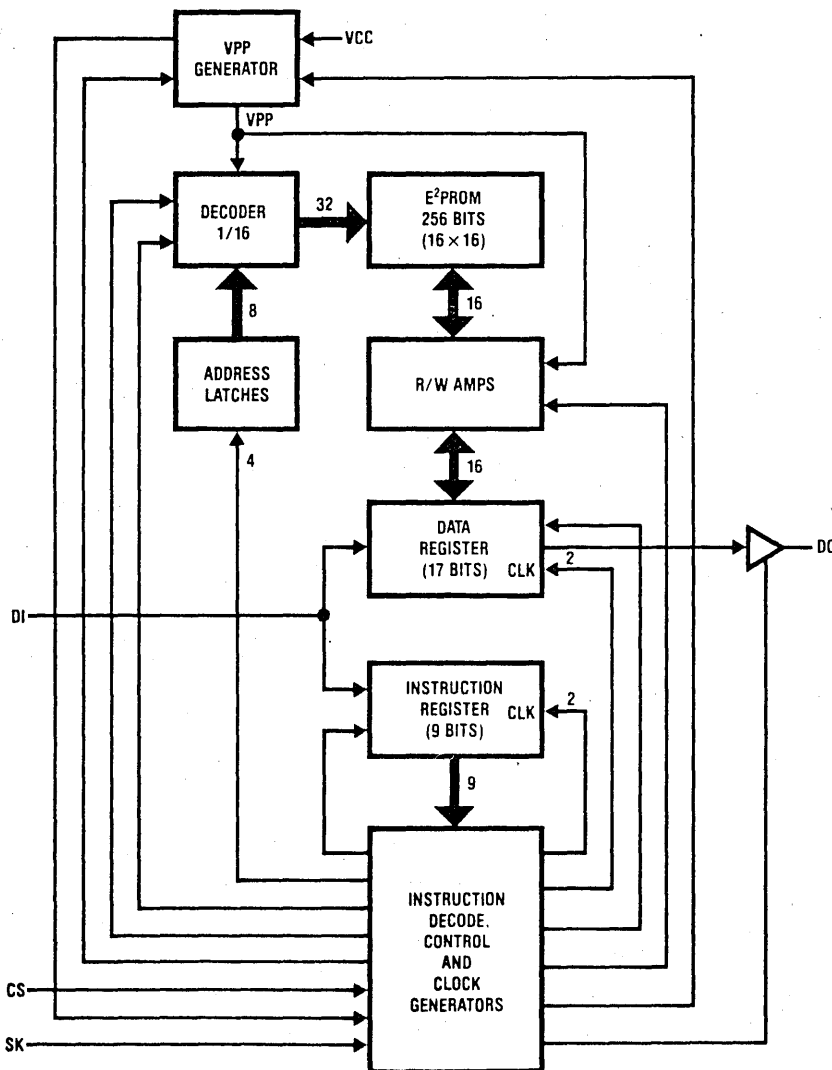 VPP
GENERATOR
VCC
VPP
DECODER
1/16
32
E²PROM
256 BITS
(16 × 16)
8
16
ADDRESS
LATCHES
R/W AMPS
4
16
DATA
REGISTER
(17 BITS)
CLK
2
DO
DI
INSTRUCTION
REGISTER
(9 BITS)
CLK
2
9
INSTRUCTION
DECODE,
CONTROL
AND
CLOCK
GENERATORS
CS
SK